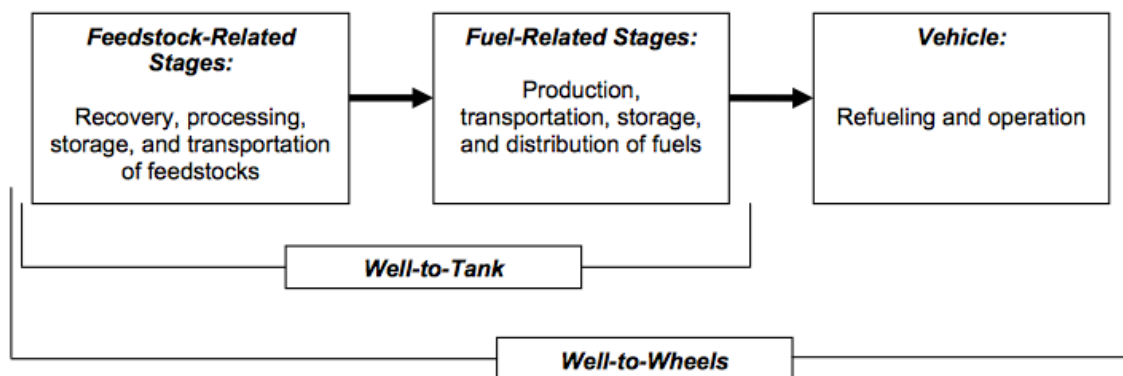 Feedstock-Related
Stages:
Recovery, processing,
storage, and transportation
of feedstocks
Fuel-Related Stages:
Production,
transportation, storage,
and distribution of fuels
Vehicle:
Refueling and operation
Well-to-Tank
Well-to-Wheels